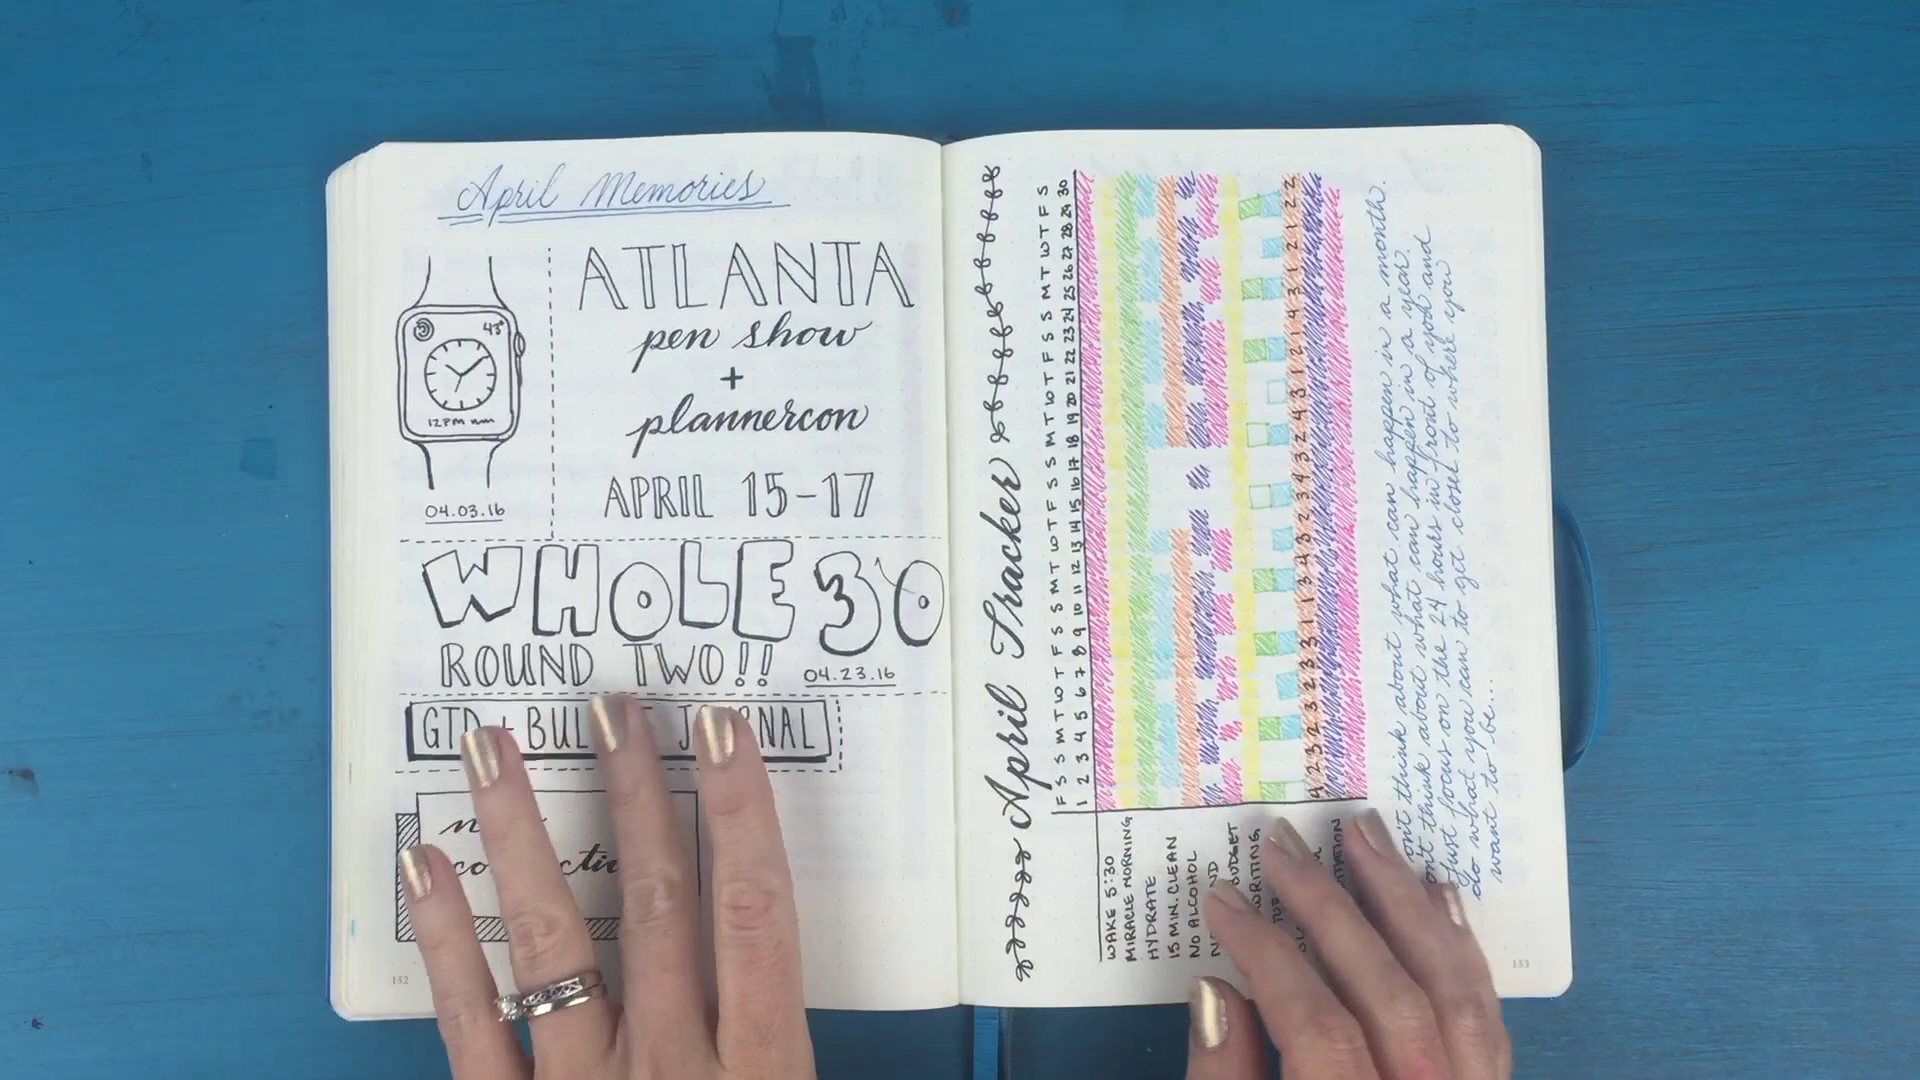 April Memories
43°
12PM
04.03.16
ATLANTA
pen show
+
plannercon
APRIL 15-17
WHOLE 30
ROUND TWO!!
04.23.16
GTD + BULLET JOURNAL
152
April Tracker
F S S M T W T F S S M T W T F S S M T W T F S S M T W T F S
1 2 3 4 5 6 7 8 9 10 11 12 13 14 15 16 17 18 19 20 21 22 23 24 25 26 27 28 29 30
WAKE 5:30
MIRACLE MORNING
HYDRATE
15 MIN. CLEAN
NO ALCOHOL
BUDGET
WRITING
think about what can happen in a month.
think about what can happen in a year.
Just focus on the 24 hours in front of you and
do what you can to get closer to where you
want to be....
153